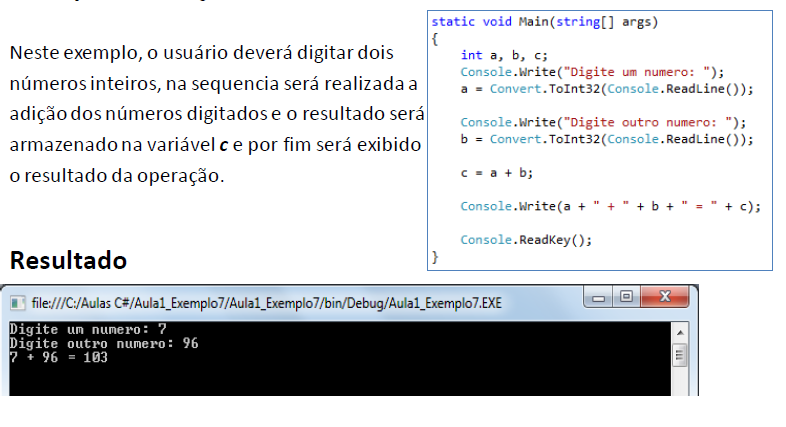 Neste exemplo, o usuário deverá digitar dois
números inteiros, na sequencia será realizada a
adição dos números digitados e o resultado será
armazenado na variável c e por fim será exibido
o resultado da operação.
static void Main(string[] args)
{
int a, b, c;
Console.Write("Digite um numero: ");
a = Convert.ToInt32(Console.ReadLine());
Console.Write("Digite outro numero: ");
b = Convert.ToInt32(Console.ReadLine());
c = a + b;
Console.Write(a + " + " + b + " = " + c);
Console.ReadKey();
}
Resultado
file:///C:/Aulas C#/Aula1_Exemplo7/Aula1_Exemplo7/bin/Debug/Aula1_Exemplo7.EXE
Digite um numero: 7
Digite outro numero: 96
7 + 96 = 103